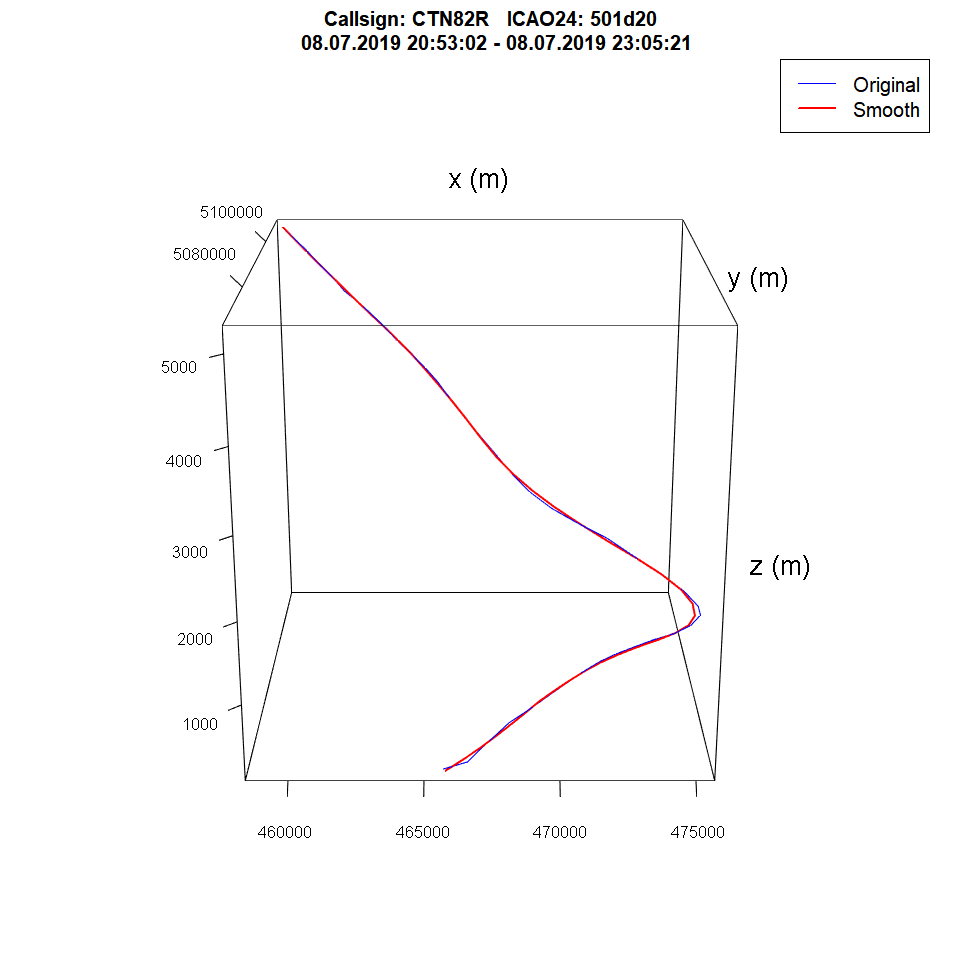 Callsign: CTN82R   ICAO24: 501d20
08.07.2019 20:53:02 - 08.07.2019 23:05:21
Original
Smooth
x (m)
5100000
5080000
y (m)
5000
4000
3000
z (m)
2000
1000
460000
465000
470000
475000